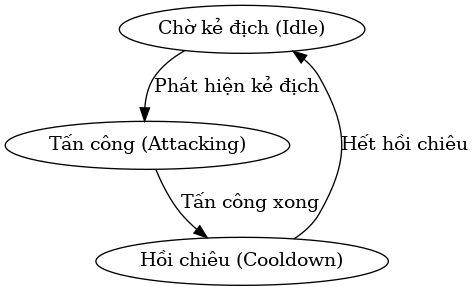 Chờ kẻ địch (Idle)
Phát hiện kẻ địch
Tấn công (Attacking)
Hết hồi chiêu
Tấn công xong
Hồi chiêu (Cooldown)